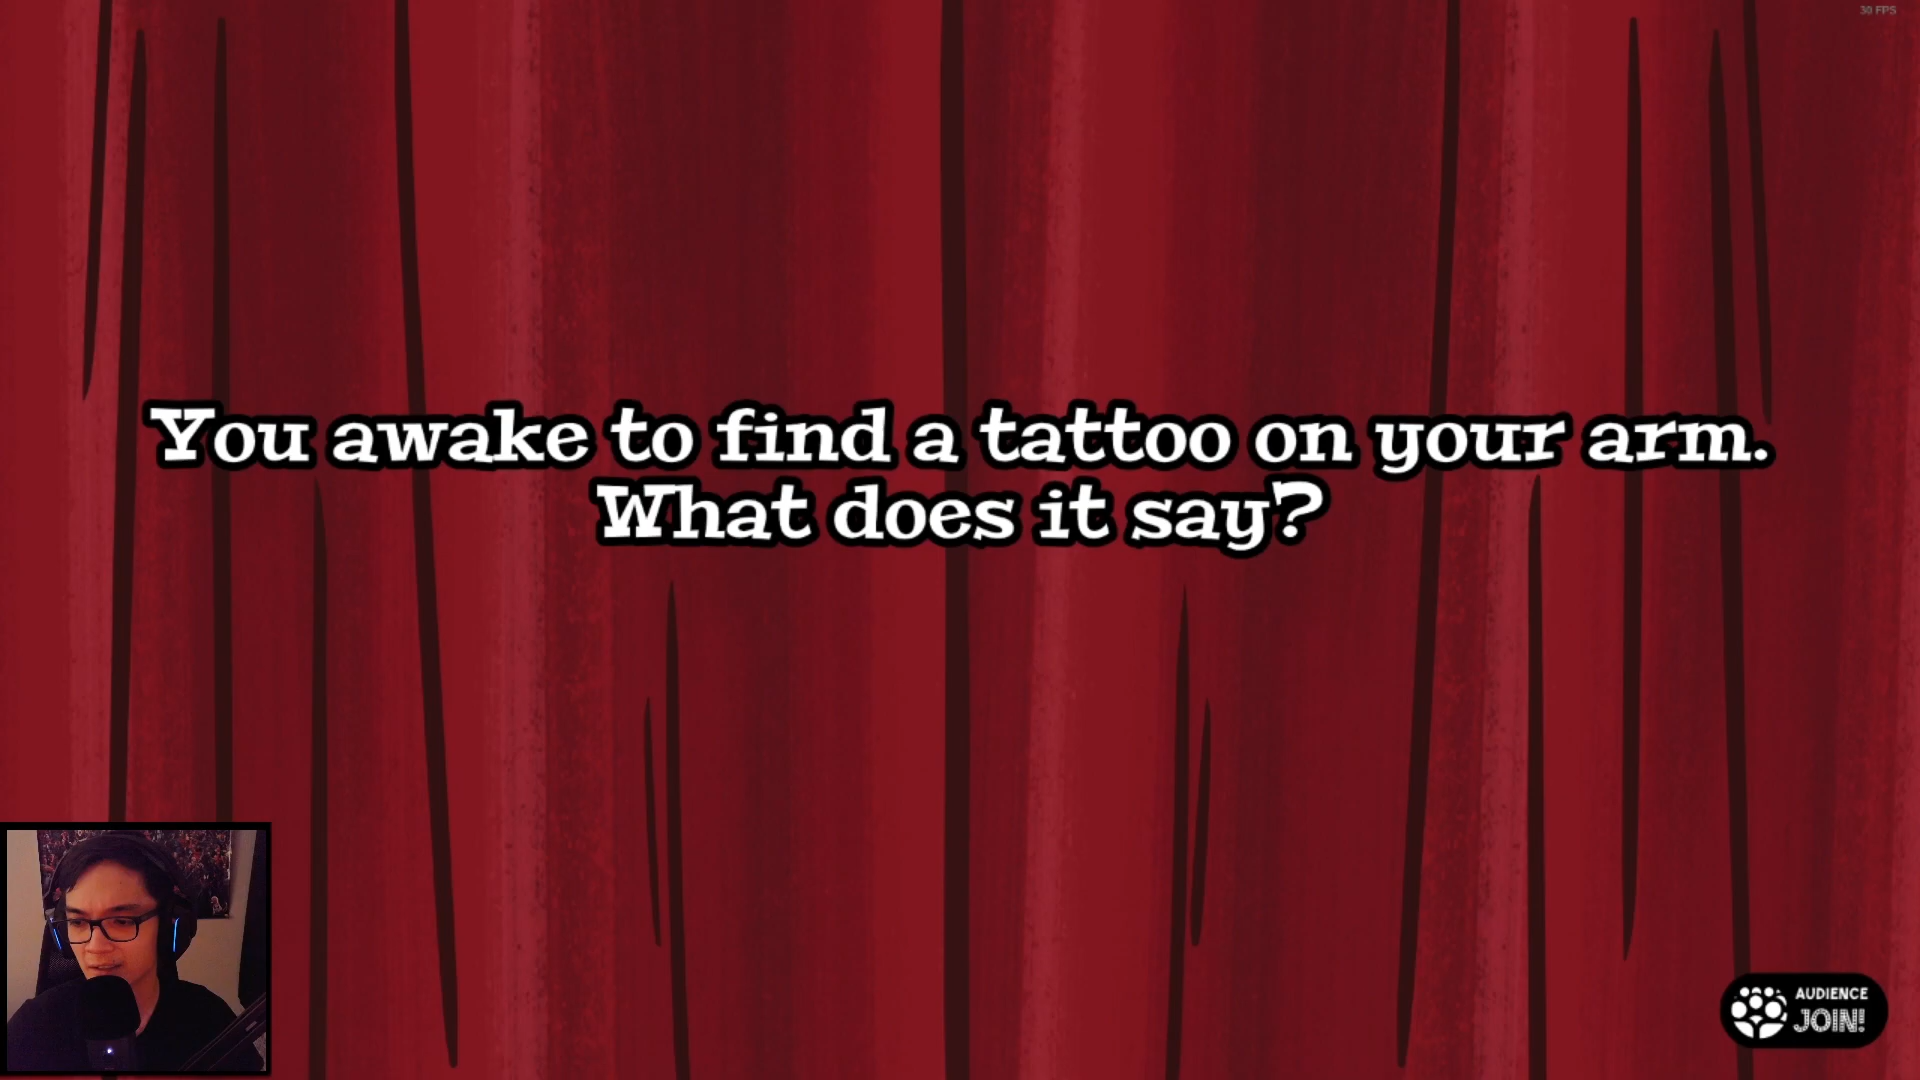 30 FPS
You awake to find a tattoo on your arm.
What does it say?
AUDIENCE
JOIN!